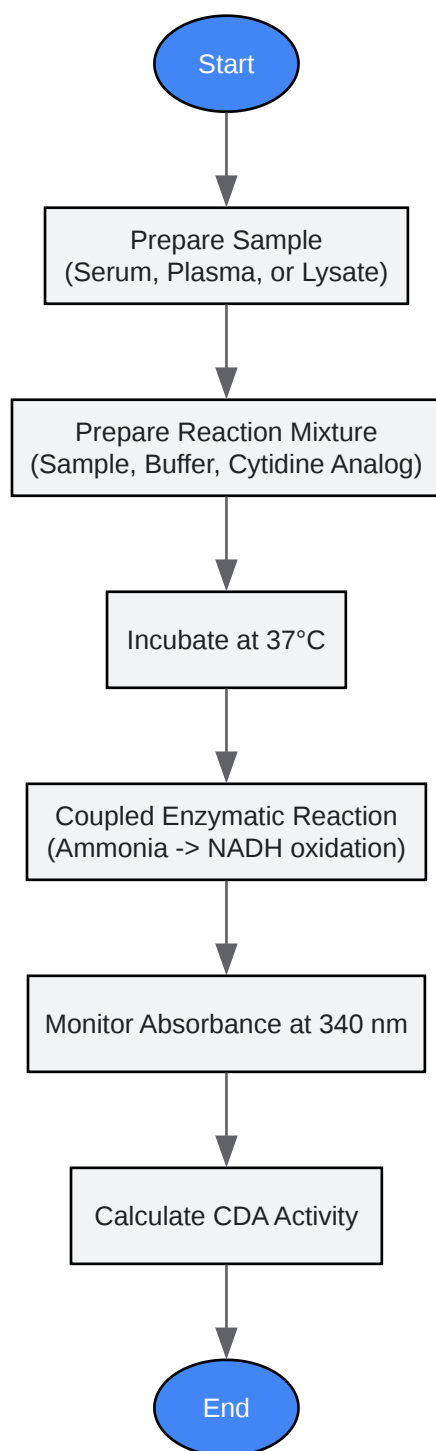 Start
Prepare Sample
(Serum, Plasma, or Lysate)
Prepare Reaction Mixture
(Sample, Buffer, Cytidine Analog)
Incubate at 37°C
Coupled Enzymatic Reaction
(Ammonia -> NADH oxidation)
Monitor Absorbance at 340 nm
Calculate CDA Activity
End